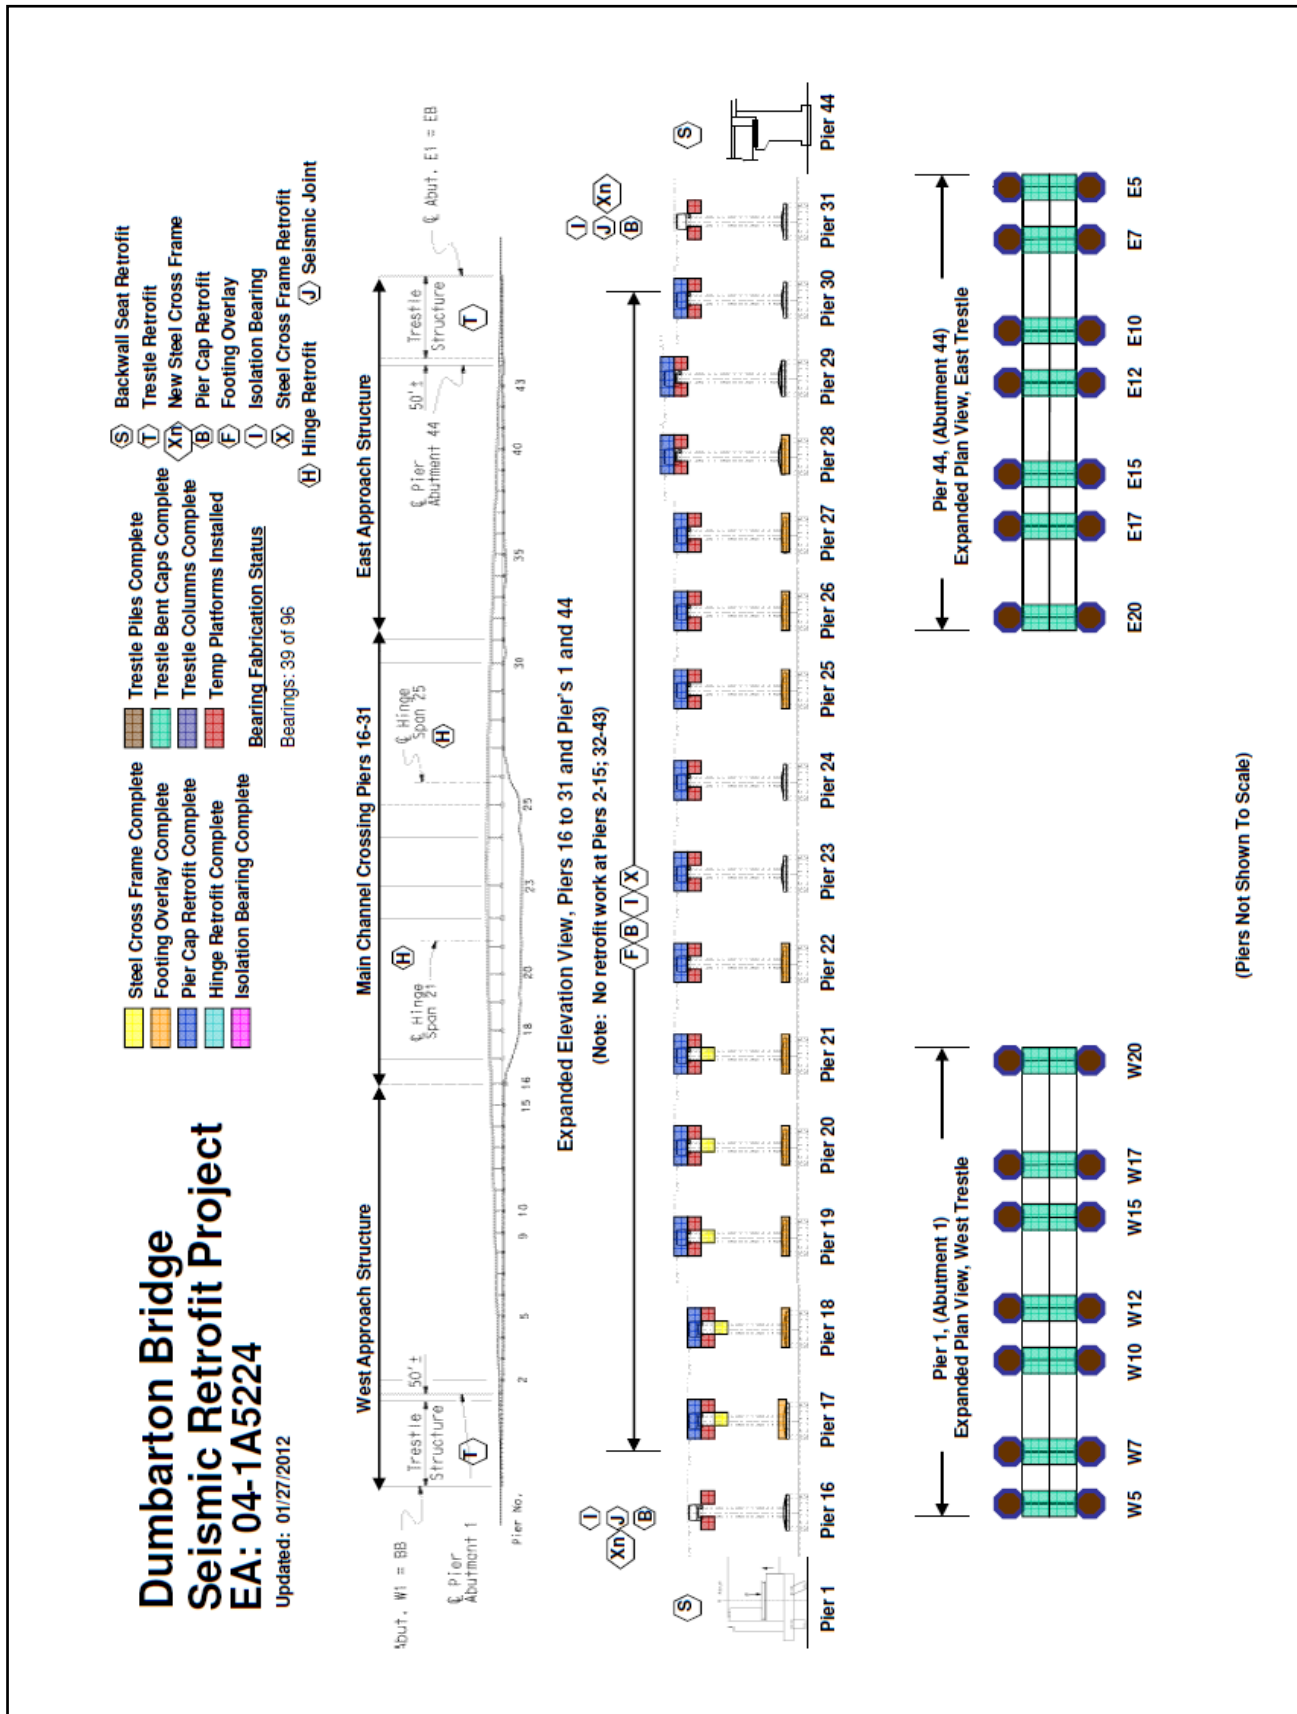 Dumbarton Bridge
Seismic Retrofit Project
EA: 04-1A5224
Updated: 01/27/2012
Steel Cross Frame Complete
Footing Overlay Complete
Pier Cap Retrofit Complete
Hinge Retrofit Complete
Isolation Bearing Complete
Trestle Piles Complete
Trestle Bent Caps Complete
Trestle Columns Complete
Temp Platforms Installed
Bearing Fabrication Status
Bearings: 39 of 96
S Backwall Seat Retrofit
T Trestle Retrofit
Xn New Steel Cross Frame
B Pier Cap Retrofit
F Footing Overlay
I Isolation Bearing
X Steel Cross Frame Retrofit
H Hinge Retrofit
J Seismic Joint
West Approach Structure
Main Channel Crossing Piers 16-31
East Approach Structure
Abut. W1 = BB
Trestle
Structure
50'±
℄ Pier
Abutment 1
T
℄ Hinge
Span 21
H
℄ Hinge
Span 25
H
50'±
℄ Pier
Abutment 44
Trestle
Structure
T
℄ Abut. E1 = EB
Pier No.
2 5 9 10 15 16 18 20 23 25 30 35 40 43
Expanded Elevation View, Piers 16 to 31 and Pier's 1 and 44
(Note: No retrofit work at Piers 2-15; 32-43)
S
I
Xn J
B
F B I X
I
J Xn
B
S
Pier 1 Pier 16 Pier 17 Pier 18 Pier 19 Pier 20 Pier 21 Pier 22 Pier 23 Pier 24 Pier 25 Pier 26 Pier 27 Pier 28 Pier 29 Pier 30 Pier 31 Pier 44
Pier 1, (Abutment 1)
Expanded Plan View, West Trestle
W5 W7 W10 W12 W15 W17 W20
Pier 44, (Abutment 44)
Expanded Plan View, East Trestle
E20 E17 E15 E12 E10 E7 E5
(Piers Not Shown To Scale)